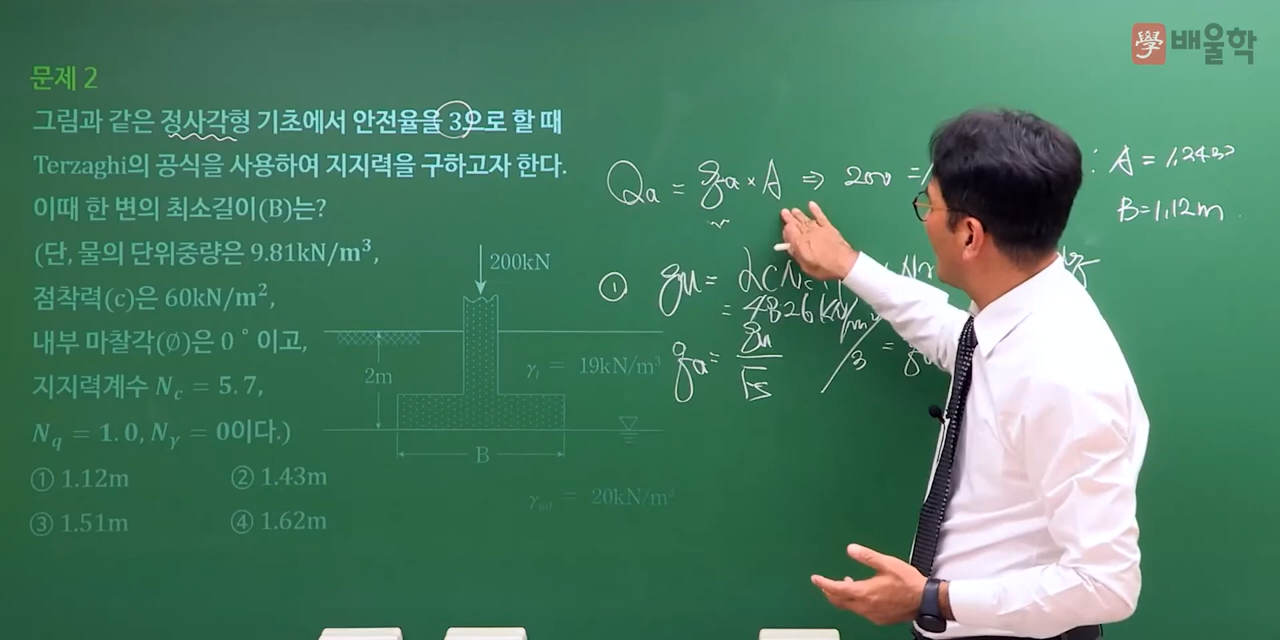 學 배울학
문제 2
그림과 같은 정사각형 기초에서 안전율을 3으로 할 때
Terzaghi의 공식을 사용하여 지지력을 구하고자 한다.
이때 한 변의 최소길이(B)는?
(단, 물의 단위중량은 9.81kN/m³,
점착력(c)은 60kN/m²,
내부 마찰각(∅)은 0°이고,
지지력계수 N_c = 5.7,
N_q = 1.0, N_γ = 0이다.)
① 1.12m ② 1.43m
③ 1.51m ④ 1.62m
200kN
2m
γ_t = 19kN/m³
B
= 20kN/m³
Qa = qa × A ⇒ 200 =
A = 1.24
B = 1.12m
① qu = αcNc
= 482.6 kN/m²
qa = qu/Fs
/3 =